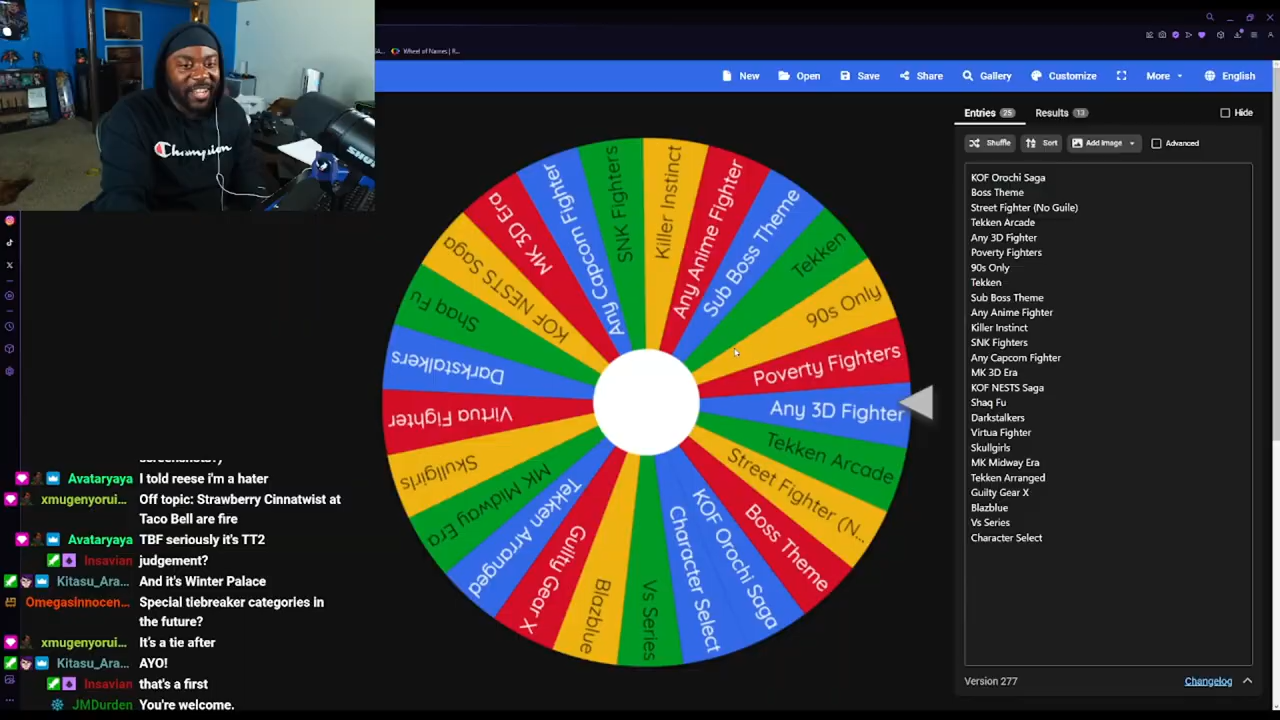 Wheel of Names | R...
New
Open
Save
Share
Gallery
Customize
More
English
Entries 25
Results 13
Hide
Shuffle
Sort
Add Image
Advanced
KOF Orochi Saga
Boss Theme
Street Fighter (No Guile)
Tekken Arcade
Any 3D Fighter
Poverty Fighters
90s Only
Tekken
Sub Boss Theme
Any Anime Fighter
Killer Instinct
SNK Fighters
Any Capcom Fighter
MK 3D Era
KOF NESTS Saga
Shaq Fu
Darkstalkers
Virtua Fighter
Skullgirls
MK Midway Era
Tekken Arranged
Guilty Gear X
Blazblue
Vs Series
Character Select
Version 277
Changelog
Killer Instinct
Any Anime Fighter
Sub Boss Theme
Tekken
90s Only
Poverty Fighters
Any 3D Fighter
Tekken Arcade
Street Fighter (N...
Boss Theme
KOF Orochi Saga
Character Select
Vs Series
Blazblue
Guilty Gear X
Tekken Arranged
MK Midway Era
Skullgirls
Virtua Fighter
Darkstalkers
Shaq Fu
KOF NESTS Saga
MK 3D Era
Any Capcom Fighter
SNK Fighters
Champion
SHURE
Avataryaya I told reese i'm a hater
xmugenyorui... Off topic: Strawberry Cinnatwist at
Taco Bell are fire
Avataryaya TBF seriously it's TT2
Insavian judgement?
Kitasu_Ara... And it's Winter Palace
OmegasInnocen... Special tiebreaker categories in
the future?
xmugenyorui... It's a tie after
Kitasu_Ara... AYO!
Insavian that's a first
JMDurden You're welcome.